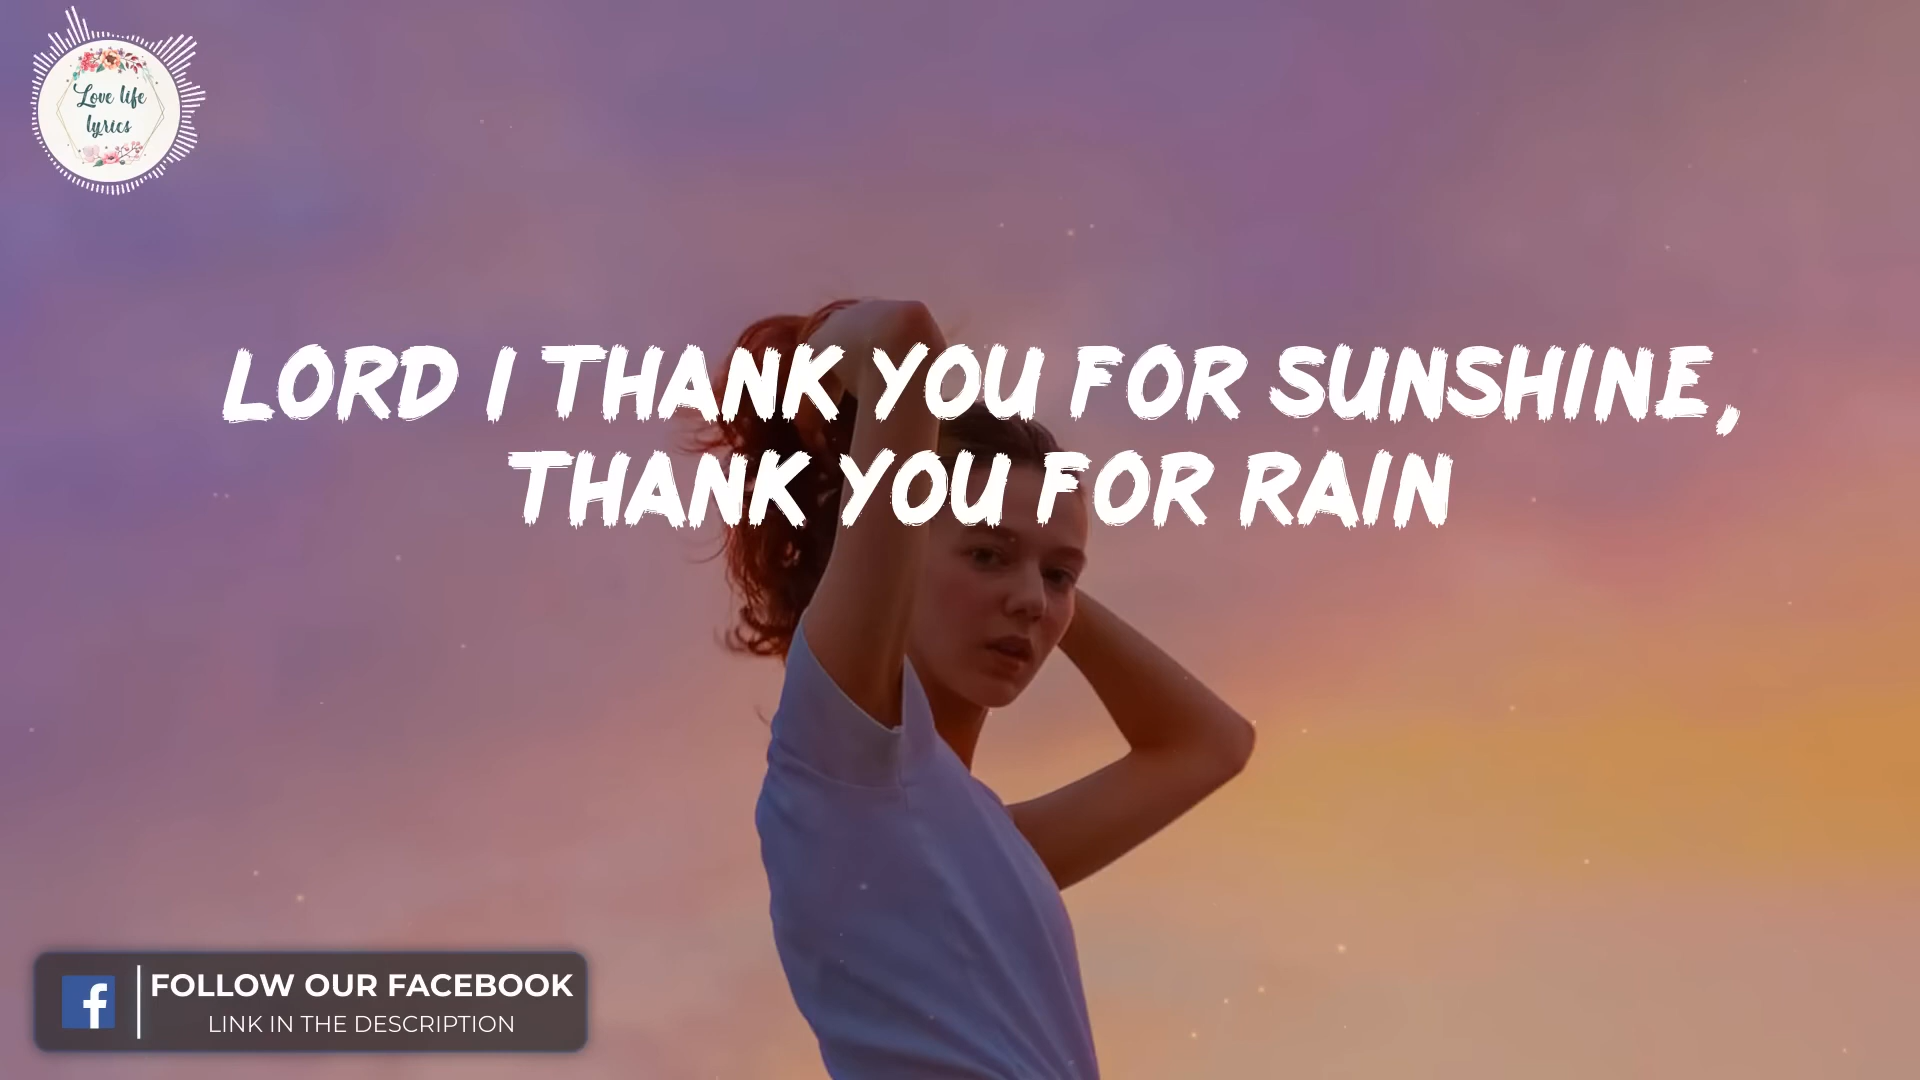 Love life
lyrics
LORD I THANK YOU FOR SUNSHINE,
THANK YOU FOR RAIN
FOLLOW OUR FACEBOOK
LINK IN THE DESCRIPTION